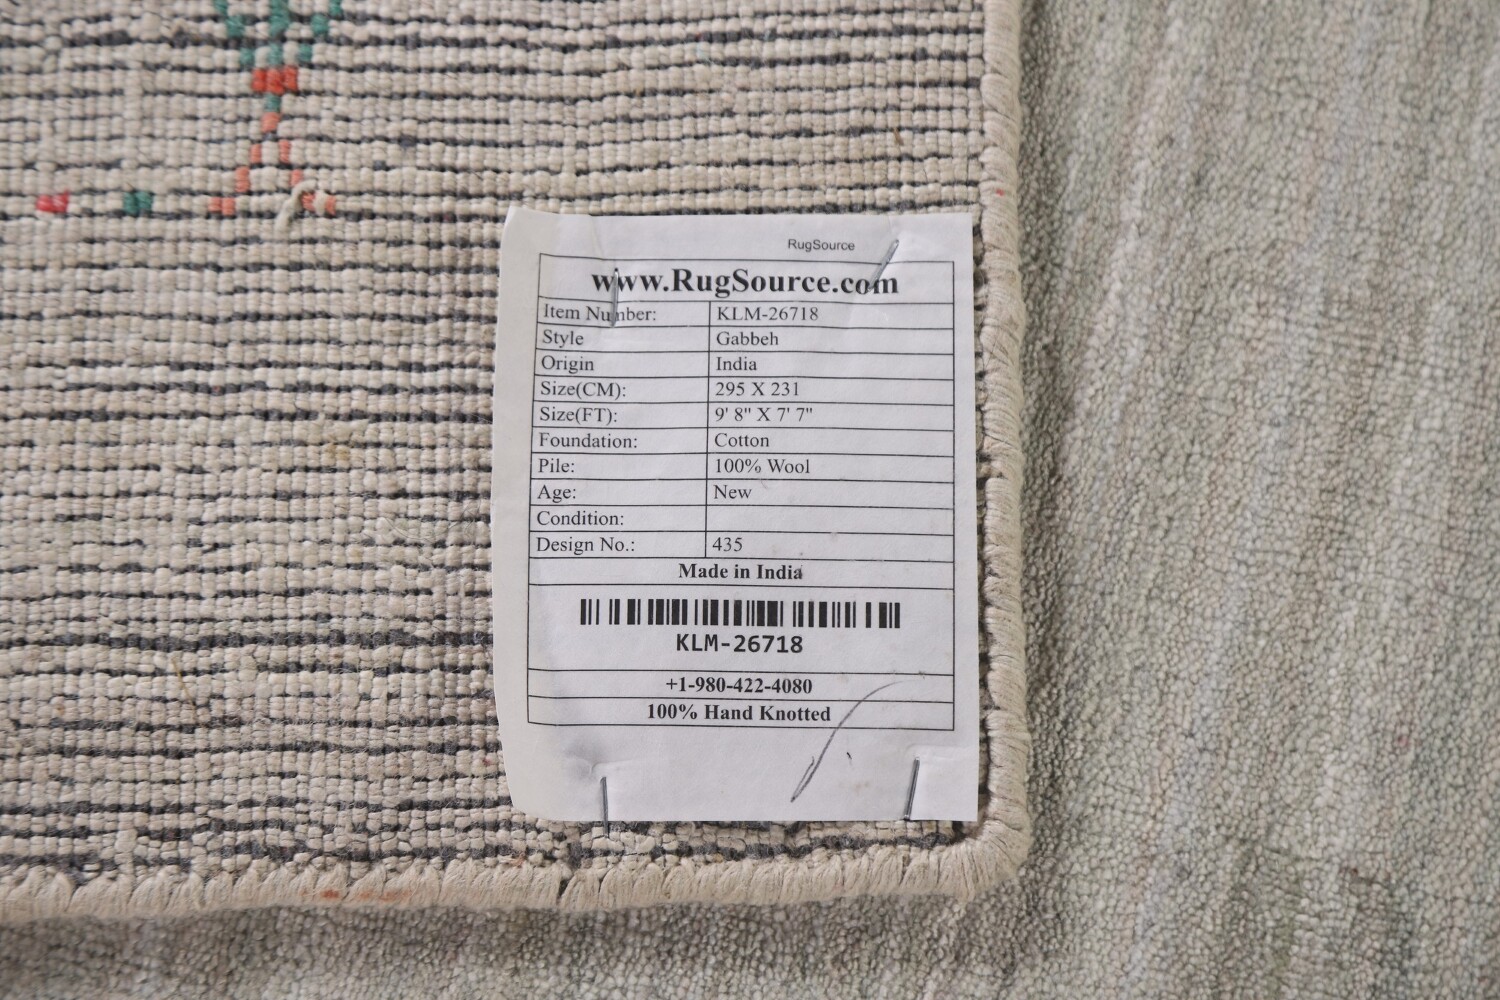 RugSource
www.RugSource.com
Item Number: KLM-26718
Style Gabbeh
Origin India
Size(CM): 295 X 231
Size(FT): 9' 8" X 7' 7"
Foundation: Cotton
Pile: 100% Wool
Age: New
Condition:
Design No.: 435
Made in India
KLM-26718
+1-980-422-4080
100% Hand Knotted